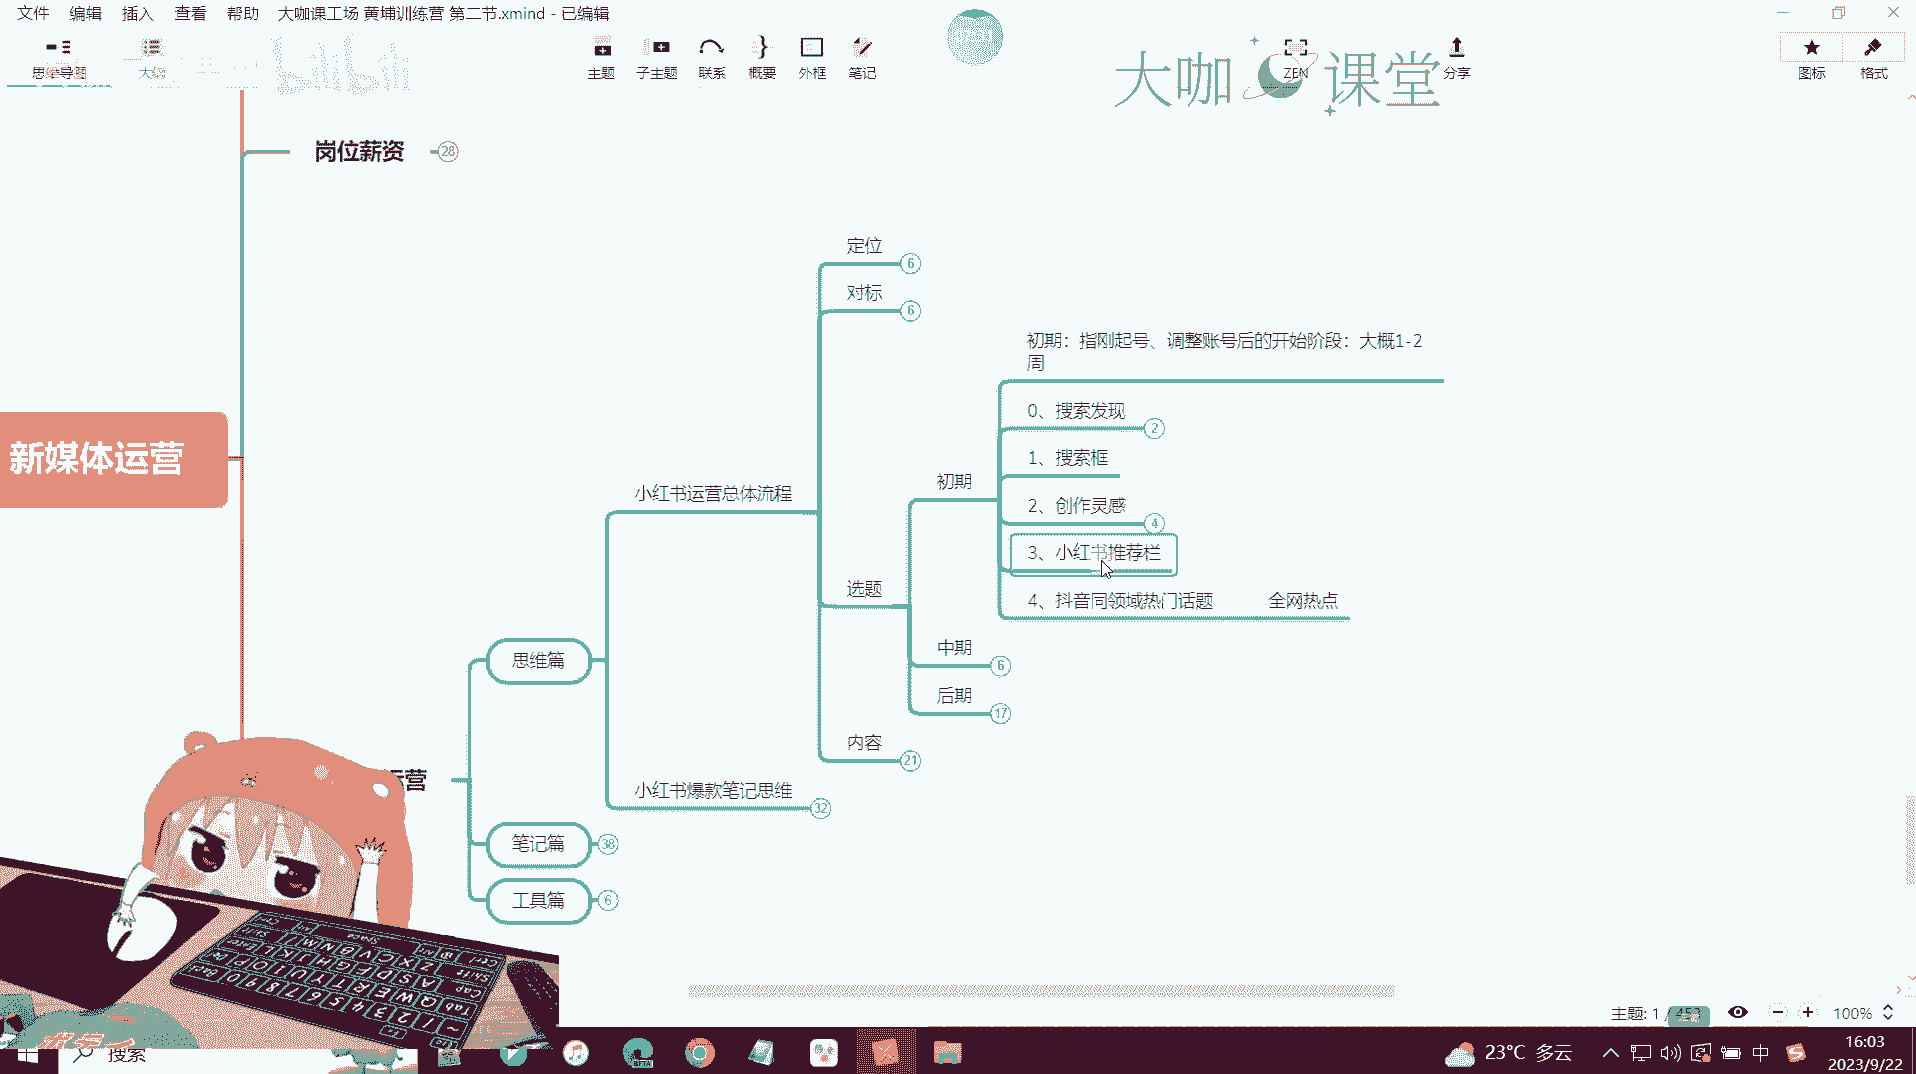 文件 编辑 插入 查看 帮助 大咖课工场 黄埔训练营 第二节.xmind - 已编辑
思维导图 大纲 主题 子主题 联系 概要 外框 笔记 ZEN 分享 图标 格式
bilibili
大咖 课堂
岗位薪资 28
定位 6
对标 6
初期：指刚起号、调整账号后的开始阶段：大概1-2
周
0、搜索发现 2
1、搜索框
初期
2、创作灵感 4
3、小红书推荐栏
4、抖音同领域热门话题 全网热点
新媒体运营
小红书运营总体流程
选题
中期 6
后期 17
思维篇
内容 21
运营
小红书爆款笔记思维 32
笔记篇 38
工具篇 6
主题: 1 / 453
100%
搜索
BETA
23°C 多云
中
16:03
2023/9/22